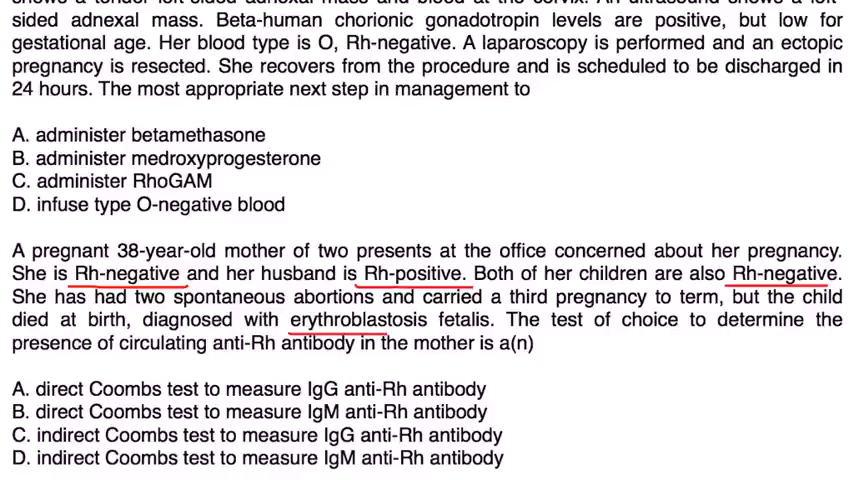 sided adnexal mass. Beta-human chorionic gonadotropin levels are positive, but low for
gestational age. Her blood type is O, Rh-negative. A laparoscopy is performed and an ectopic
pregnancy is resected. She recovers from the procedure and is scheduled to be discharged in
24 hours. The most appropriate next step in management to
A. administer betamethasone
B. administer medroxyprogesterone
C. administer RhoGAM
D. infuse type O-negative blood
A pregnant 38-year-old mother of two presents at the office concerned about her pregnancy.
She is Rh-negative and her husband is Rh-positive. Both of her children are also Rh-negative.
She has had two spontaneous abortions and carried a third pregnancy to term, but the child
died at birth, diagnosed with erythroblastosis fetalis. The test of choice to determine the
presence of circulating anti-Rh antibody in the mother is a(n)
A. direct Coombs test to measure IgG anti-Rh antibody
B. direct Coombs test to measure IgM anti-Rh antibody
C. indirect Coombs test to measure IgG anti-Rh antibody
D. indirect Coombs test to measure IgM anti-Rh antibody